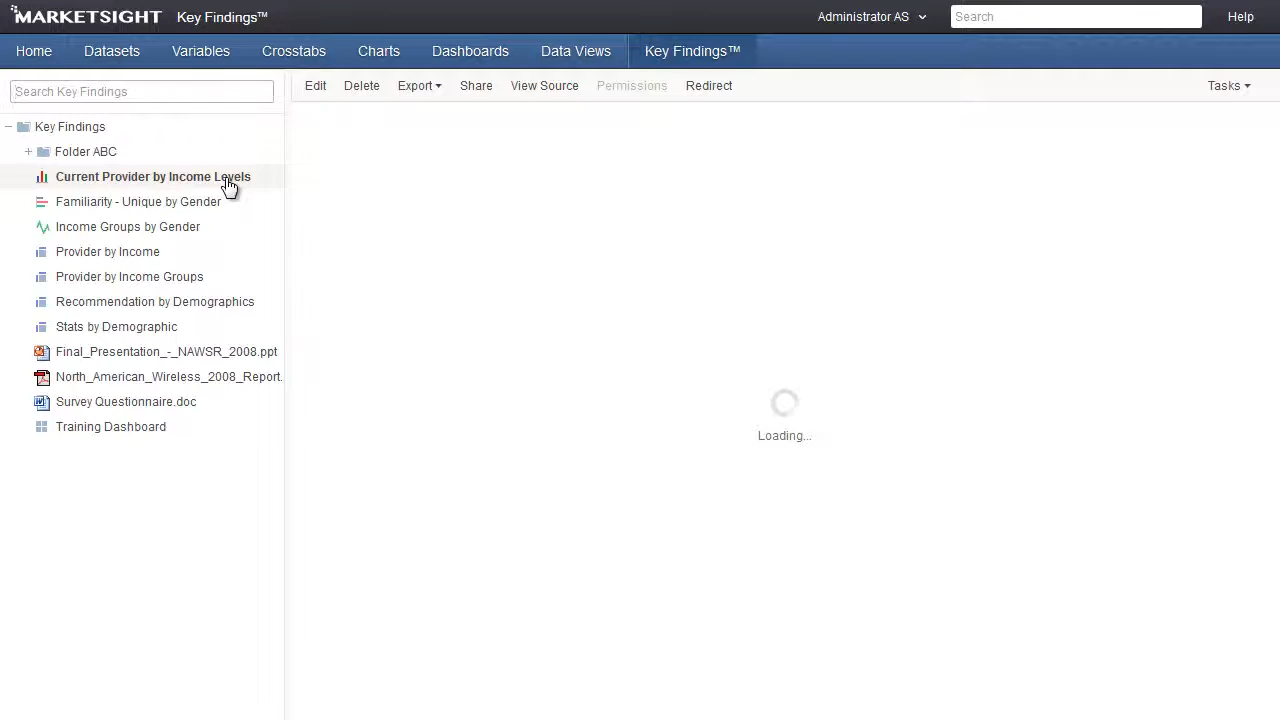 MARKETSIGHT Key Findings™ Administrator AS Search Help
Home Datasets Variables Crosstabs Charts Dashboards Data Views Key Findings™
Search Key Findings Edit Delete Export Share View Source Permissions Redirect Tasks
Key Findings
Folder ABC
Current Provider by Income Levels
Familiarity - Unique by Gender
Income Groups by Gender
Provider by Income
Provider by Income Groups
Recommendation by Demographics
Stats by Demographic
Final_Presentation_-_NAWSR_2008.ppt
North_American_Wireless_2008_Report.
Survey Questionnaire.doc
Training Dashboard
Loading...